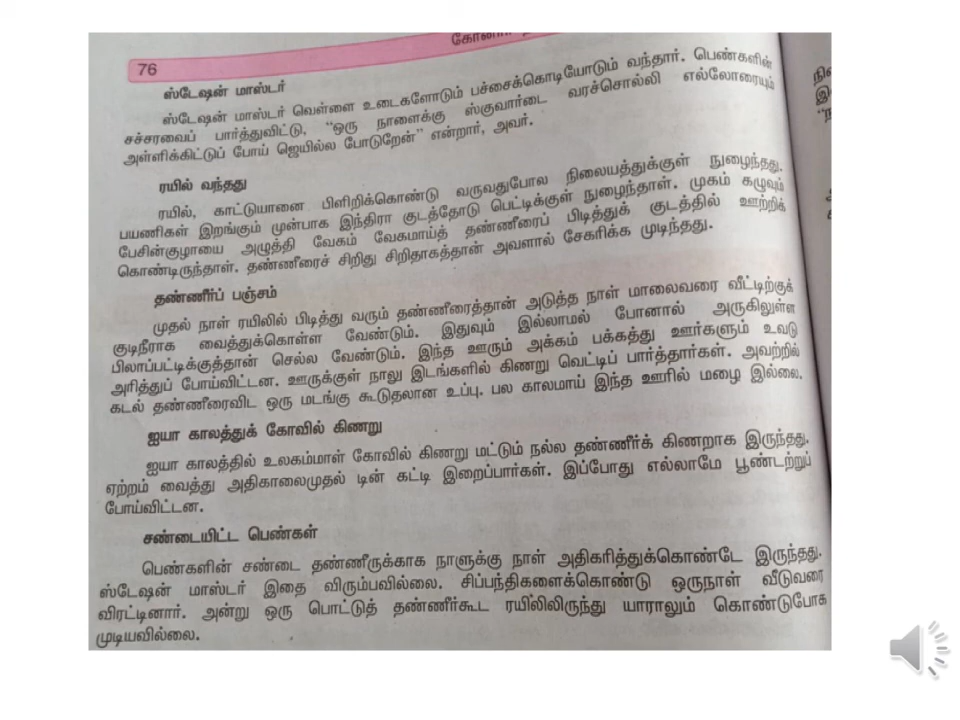 76
ஸ்டேஷன் மாஸ்டர்
ஸ்டேஷன் மாஸ்டர் வெள்ளை உடைகளோடும் பச்சைக்கொடியோடும் வந்தார். பெண்களின்
சச்சரவைப் பார்த்துவிட்டு, “ஒரு நாளைக்கு ஸ்குவார்டை வரச்சொல்லி எல்லோரையும்
அள்ளிக்கிட்டுப் போய் ஜெயில்ல போடுறேன்” என்றார், அவர்.
ரயில் வந்தது
ரயில், காட்டுயானை பிளிறிக்கொண்டு வருவதுபோல நிலையத்துக்குள் நுழைந்தது.
பயணிகள் இறங்கும் முன்பாக இந்திரா குடத்தோடு பெட்டிக்குள் நுழைந்தாள். முகம் கழுவும்
பேசின்குழாயை அழுத்தி வேகம் வேகமாய்த் தண்ணீரைப் பிடித்துக் குடத்தில் ஊற்றிக்
கொண்டிருந்தாள். தண்ணீரைச் சிறிது சிறிதாகத்தான் அவளால் சேகரிக்க முடிந்தது.
தண்ணீர்ப் பஞ்சம்
முதல் நாள் ரயிலில் பிடித்து வரும் தண்ணீரைத்தான் அடுத்த நாள் மாலைவரை வீட்டிற்குக்
குடிநீராக வைத்துக்கொள்ள வேண்டும். இதுவும் இல்லாமல் போனால் அருகிலுள்ள
பிலாப்பட்டிக்குத்தான் செல்ல வேண்டும். இந்த ஊரும் அக்கம் பக்கத்து ஊர்களும் உவடு
அரித்துப் போய்விட்டன. ஊருக்குள் நாலு இடங்களில் கிணறு வெட்டிப் பார்த்தார்கள். அவற்றில்
கடல் தண்ணீரைவிட ஒரு மடங்கு கூடுதலான உப்பு. பல காலமாய் இந்த ஊரில் மழை இல்லை.
ஐயா காலத்துக் கோவில் கிணறு
ஐயா காலத்தில் உலகம்மாள் கோவில் கிணறு மட்டும் நல்ல தண்ணீர்க் கிணறாக இருந்தது.
ஏற்றம் வைத்து அதிகாலைமுதல் டின் கட்டி இறைப்பார்கள். இப்போது எல்லாமே பூண்டற்றுப்
போய்விட்டன.
சண்டையிட்ட பெண்கள்
பெண்களின் சண்டை தண்ணீருக்காக நாளுக்கு நாள் அதிகரித்துக்கொண்டே இருந்தது.
ஸ்டேஷன் மாஸ்டர் இதை விரும்பவில்லை. சிப்பந்திகளைக்கொண்டு ஒருநாள் வீடுவரை
விரட்டினார். அன்று ஒரு பொட்டுத் தண்ணீர்கூட ரயிலிலிருந்து யாராலும் கொண்டுபோக
முடியவில்லை.